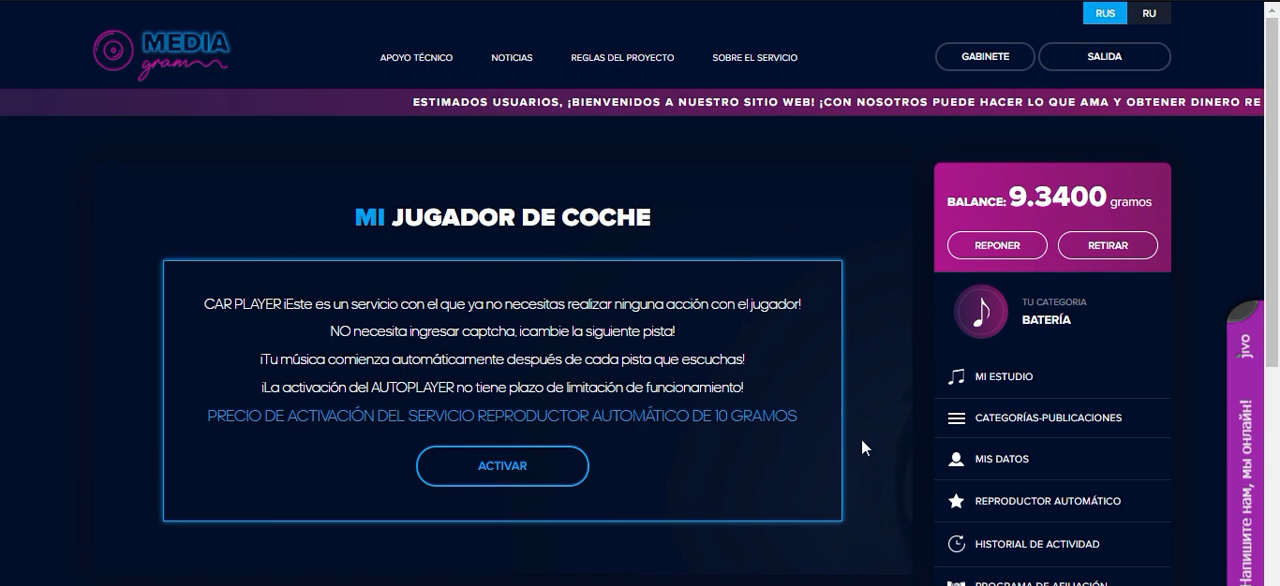 RUS RU
MEDIA
gram
APOYO TÉCNICO NOTICIAS REGLAS DEL PROYECTO SOBRE EL SERVICIO GABINETE SALIDA
ESTIMADOS USUARIOS, ¡BIENVENIDOS A NUESTRO SITIO WEB! ¡CON NOSOTROS PUEDE HACER LO QUE AMA Y OBTENER DINERO RE
MI JUGADOR DE COCHE
CAR PLAYER ¡Este es un servicio con el que ya no necesitas realizar ninguna acción con el jugador!
NO necesita ingresar captcha, ¡cambie la siguiente pista!
¡Tu música comienza automáticamente después de cada pista que escuchas!
¡La activación del AUTOPLAYER no tiene plazo de limitación de funcionamiento!
PRECIO DE ACTIVACIÓN DEL SERVICIO REPRODUCTOR AUTOMÁTICO DE 10 GRAMOS
ACTIVAR
BALANCE: 9.3400 gramos
REPONER RETIRAR
TU CATEGORIA
BATERÍA
MI ESTUDIO
CATEGORÍAS-PUBLICACIONES
MIS DATOS
REPRODUCTOR AUTOMÁTICO
HISTORIAL DE ACTIVIDAD
PROGRAMA DE AFILIACIÓN
jivo
Напишите нам, мы онлайн!